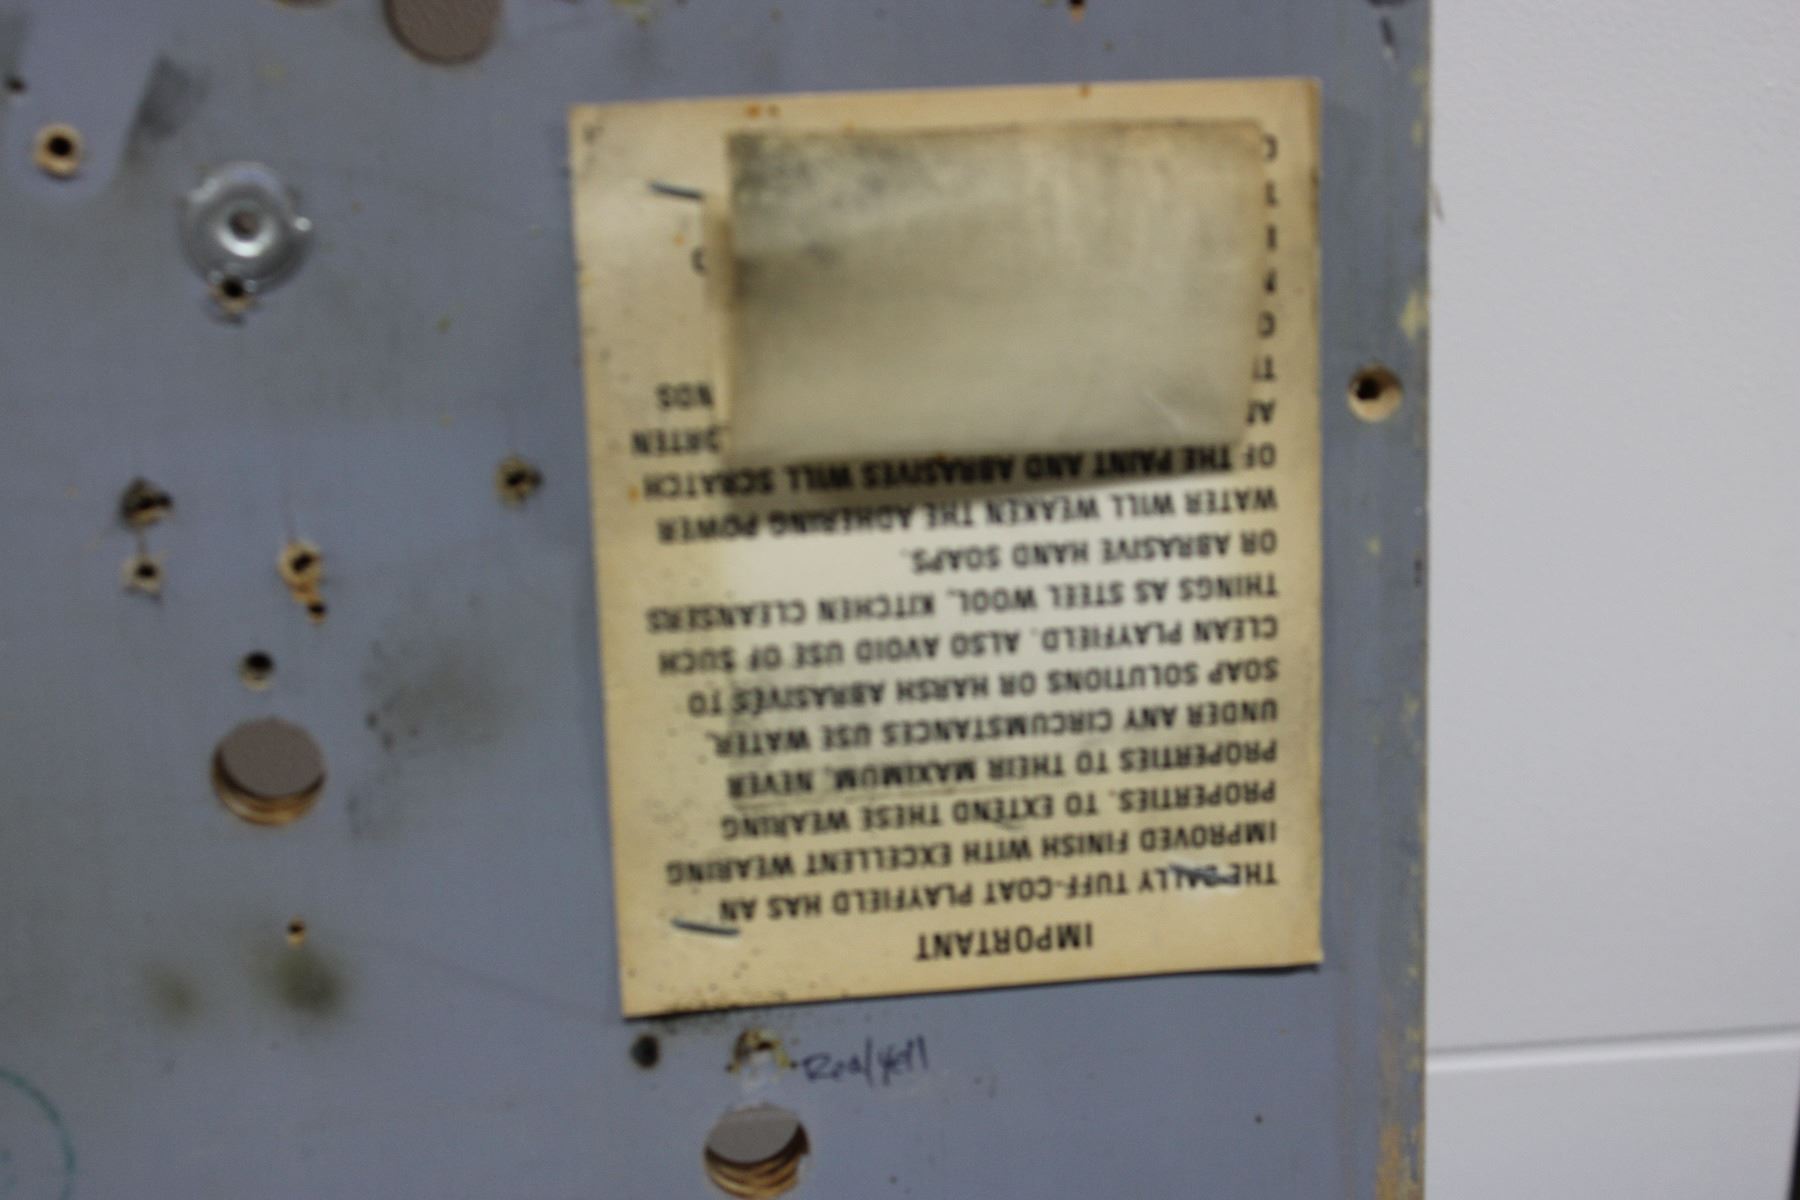 IMPORTANT
THE BALLY TUFF-COAT PLAYFIELD HAS AN
IMPROVED FINISH WITH EXCELLENT WEARING
PROPERTIES. TO EXTEND THESE WEARING
PROPERTIES TO THEIR MAXIMUM, NEVER
UNDER ANY CIRCUMSTANCES USE WATER,
SOAP SOLUTIONS OR HARSH ABRASIVES TO
CLEAN PLAYFIELD. ALSO AVOID USE OF SUCH
THINGS AS STEEL WOOL, KITCHEN CLEANSERS
OR ABRASIVE HAND SOAPS.
WATER WILL WEAKEN THE ADHERING POWER
OF THE PAINT AND ABRASIVES WILL SCRATCH
Red/yell